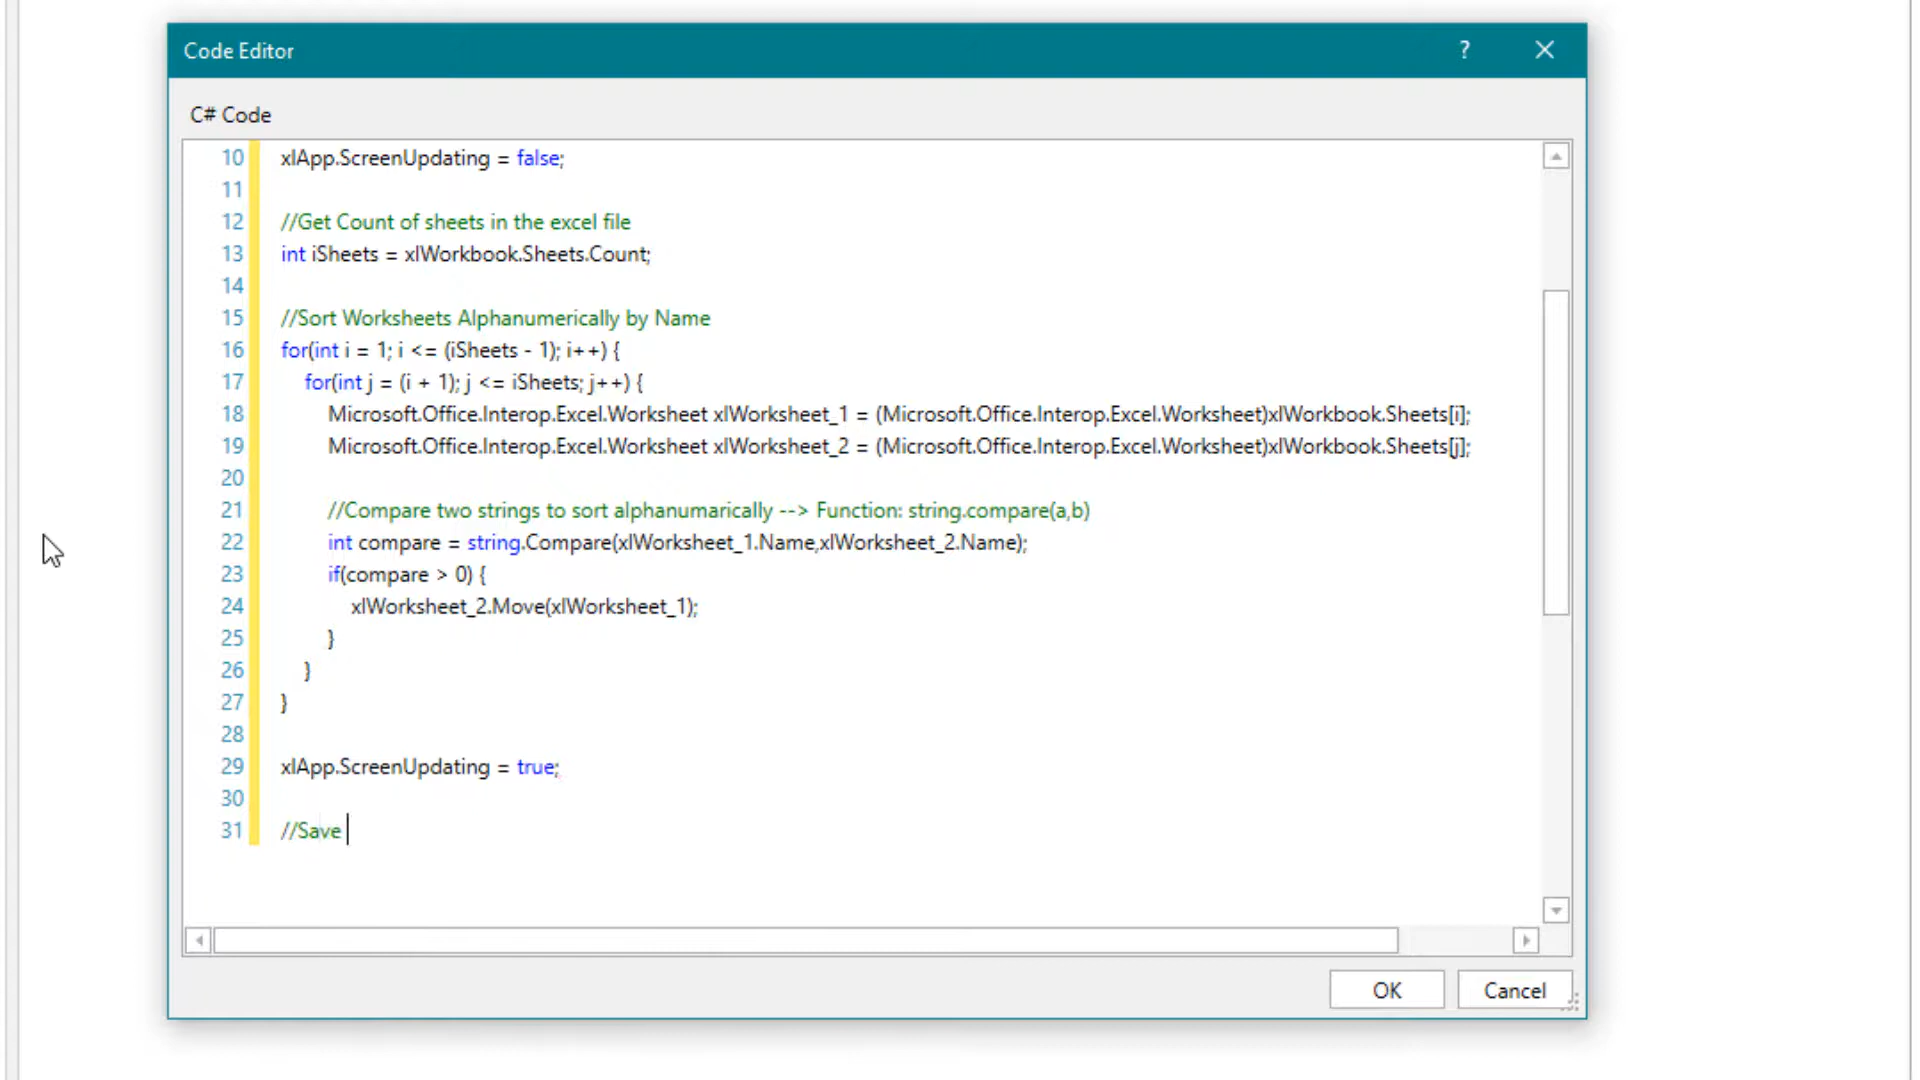 Code Editor
?
C# Code
10 xlApp.ScreenUpdating = false;
11
12 //Get Count of sheets in the excel file
13 int iSheets = xlWorkbook.Sheets.Count;
14
15 //Sort Worksheets Alphanumerically by Name
16 for(int i = 1; i <= (iSheets - 1); i++) {
17 for(int j = (i + 1); j <= iSheets; j++) {
18 Microsoft.Office.Interop.Excel.Worksheet xlWorksheet_1 = (Microsoft.Office.Interop.Excel.Worksheet)xlWorkbook.Sheets[i];
19 Microsoft.Office.Interop.Excel.Worksheet xlWorksheet_2 = (Microsoft.Office.Interop.Excel.Worksheet)xlWorkbook.Sheets[j];
20
21 //Compare two strings to sort alphanumarically --> Function: string.compare(a,b)
22 int compare = string.Compare(xlWorksheet_1.Name,xlWorksheet_2.Name);
23 if(compare > 0) {
24 xlWorksheet_2.Move(xlWorksheet_1);
25 }
26 }
27 }
28
29 xlApp.ScreenUpdating = true;
30
31 //Save
OK Cancel